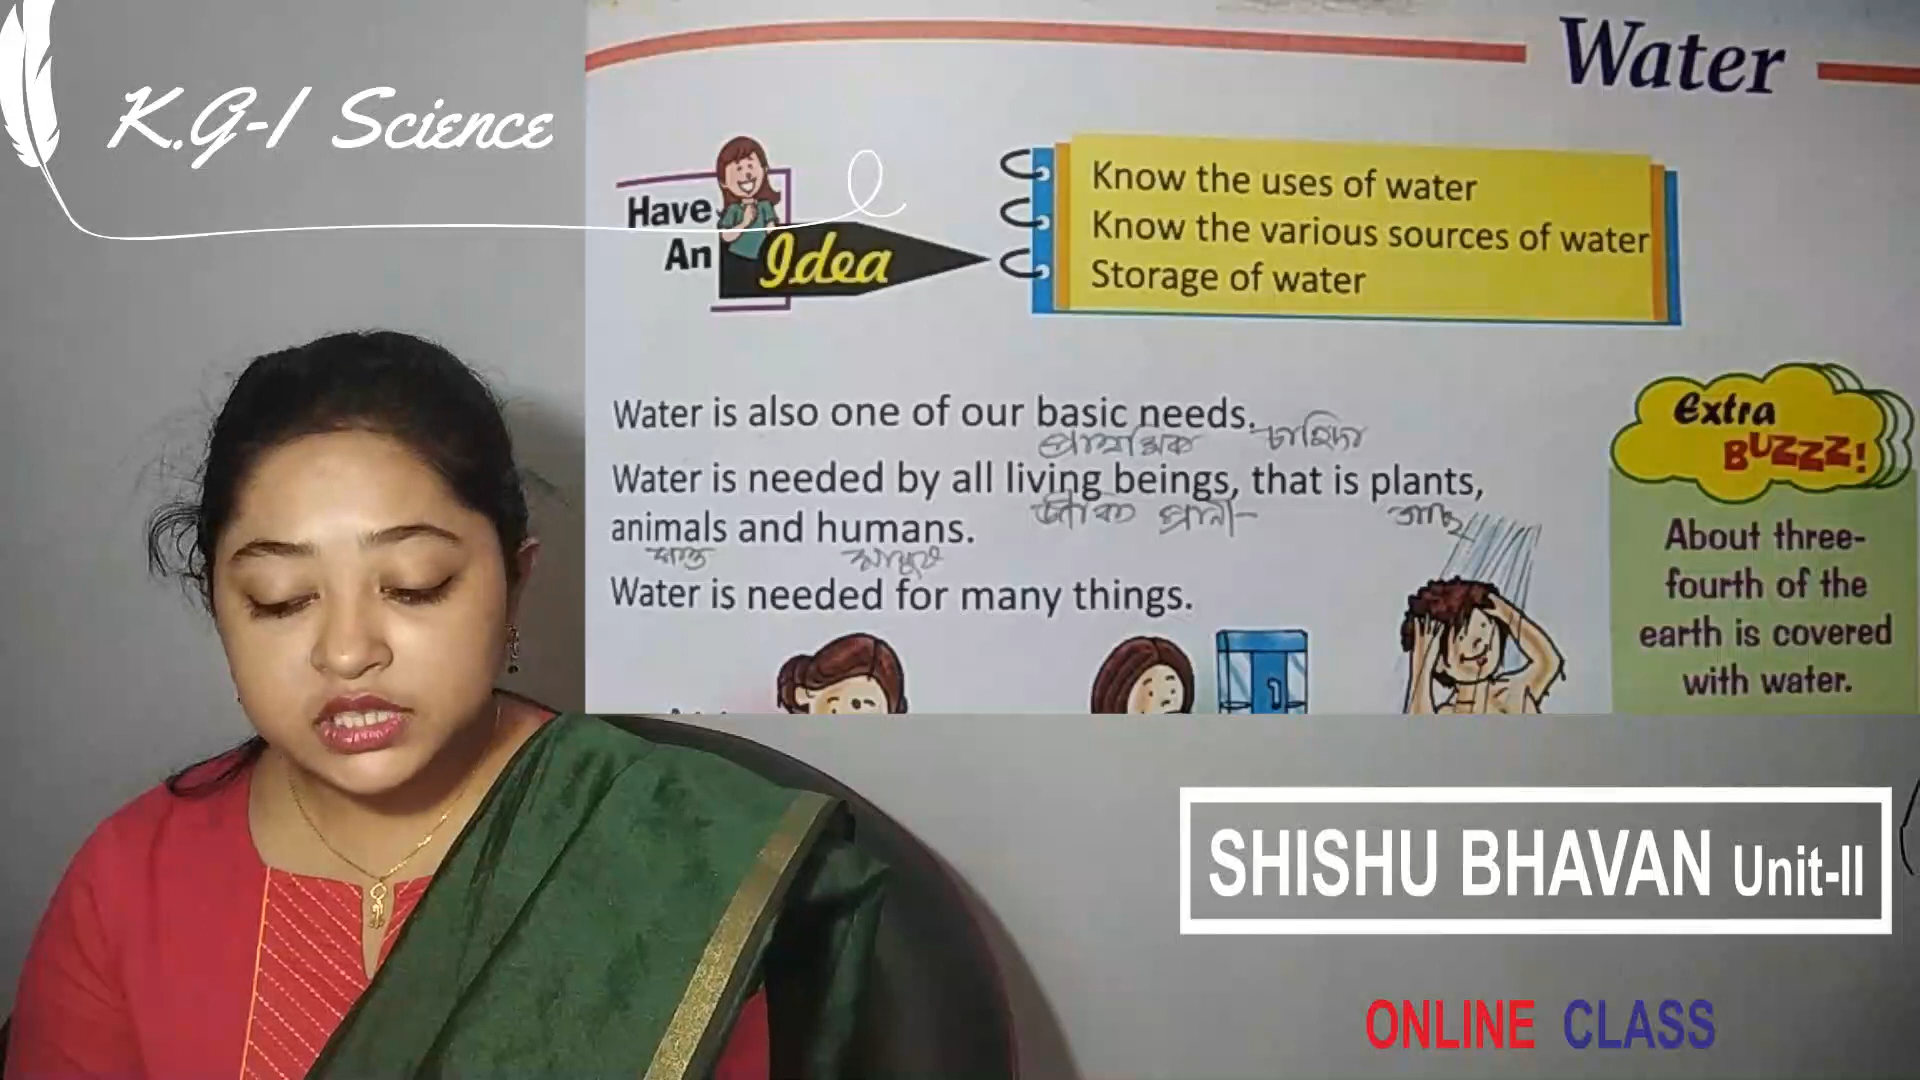 K.G-I Science
Water
Have
An
Idea
Know the uses of water
Know the various sources of water
Storage of water
Water is also one of our basic needs.
প্রাথমিক চাহিদা
Water is needed by all living beings, that is plants,
জীবিত প্রাণী গাছ
animals and humans.
মানুষ
Water is needed for many things.
Extra
BUZZZ!
About three-
fourth of the
earth is covered
with water.
SHISHU BHAVAN Unit-II
ONLINE CLASS